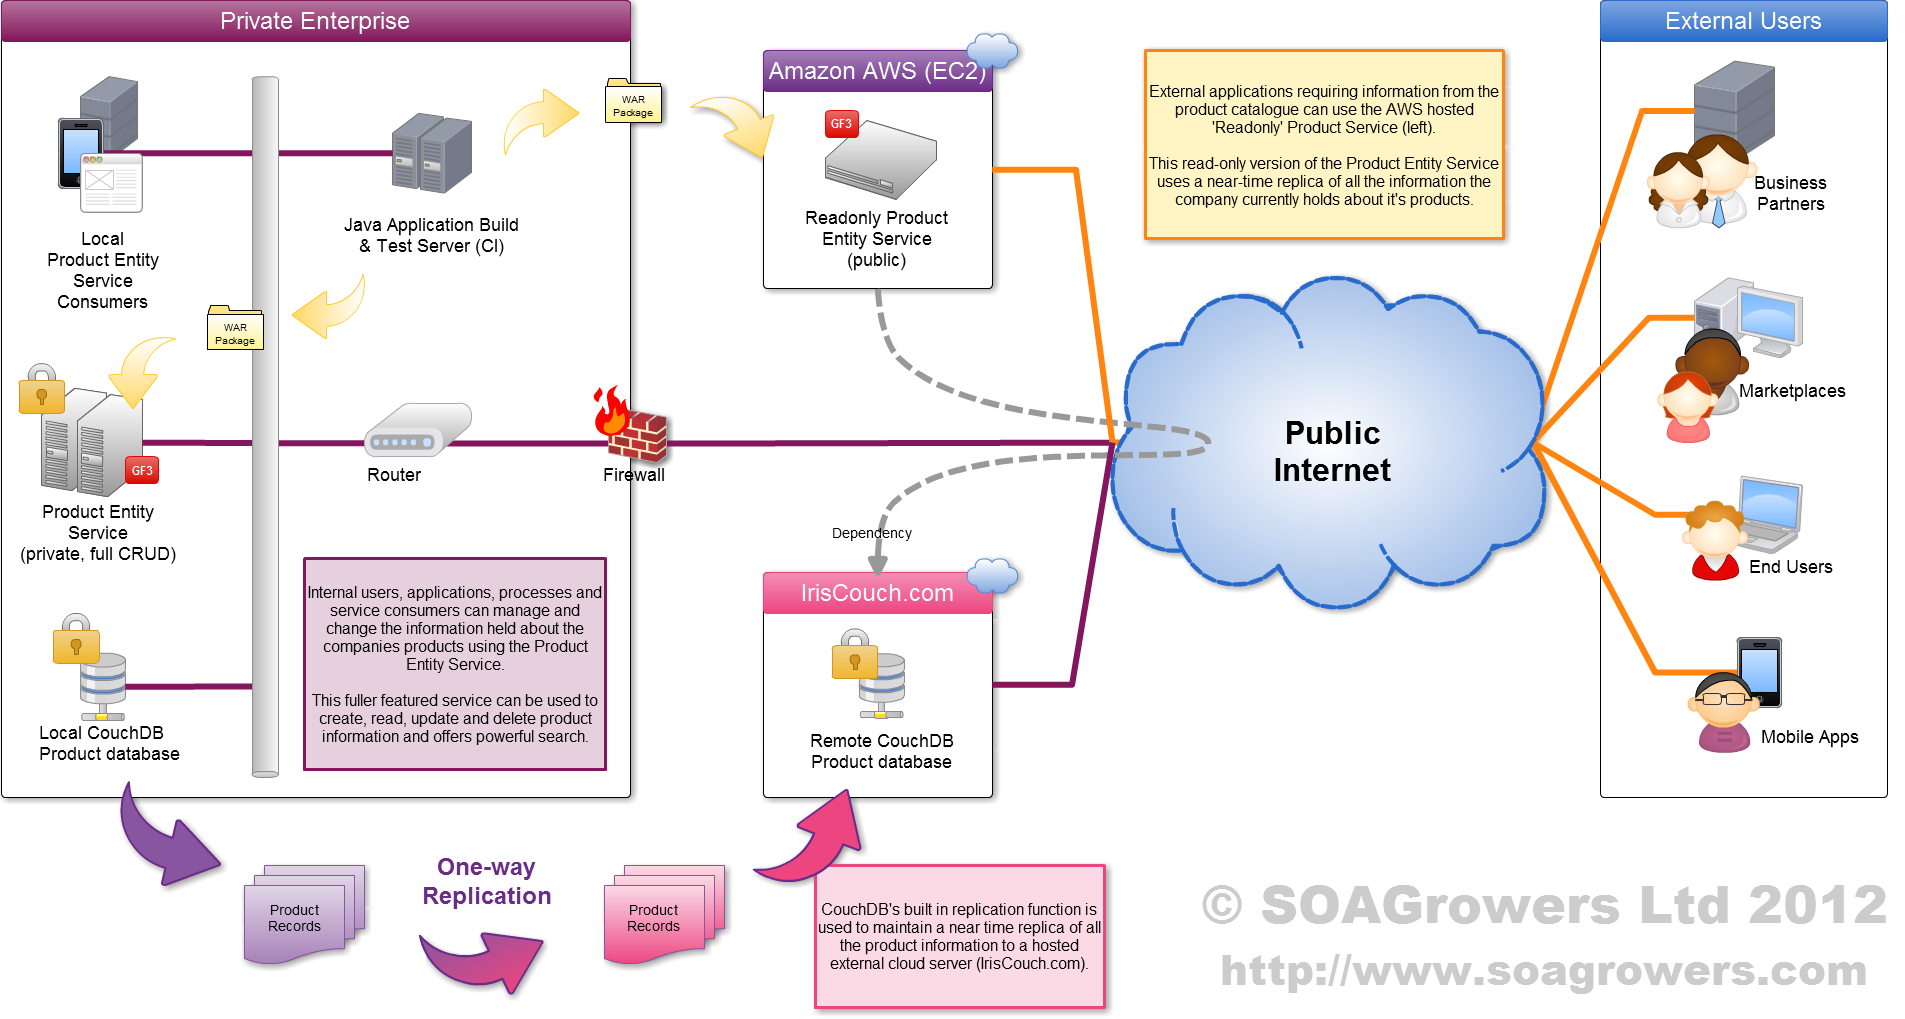 Private Enterprise
Local
Product Entity
Service
Consumers
Java Application Build
& Test Server (CI)
WAR
Package
WAR
Package
GF3
Product Entity
Service
(private, full CRUD)
Router
Firewall
Local CouchDB
Product database
Internal users, applications, processes and
service consumers can manage and
change the information held about the
companies products using the Product
Entity Service.
This fuller featured service can be used to
create, read, update and delete product
information and offers powerful search.
Amazon AWS (EC2)
GF3
Readonly Product
Entity Service
(public)
Dependency
IrisCouch.com
Remote CouchDB
Product database
External applications requiring information from the
product catalogue can use the AWS hosted
'Readonly' Product Service (left).
This read-only version of the Product Entity Service
uses a near-time replica of all the information the
company currently holds about it's products.
Public
Internet
External Users
Business
Partners
Marketplaces
End Users
Mobile Apps
Product
Records
One-way
Replication
Product
Records
CouchDB's built in replication function is
used to maintain a near time replica of all
the product information to a hosted
external cloud server (IrisCouch.com).
© SOAGrowers Ltd 2012
http://www.soagrowers.com